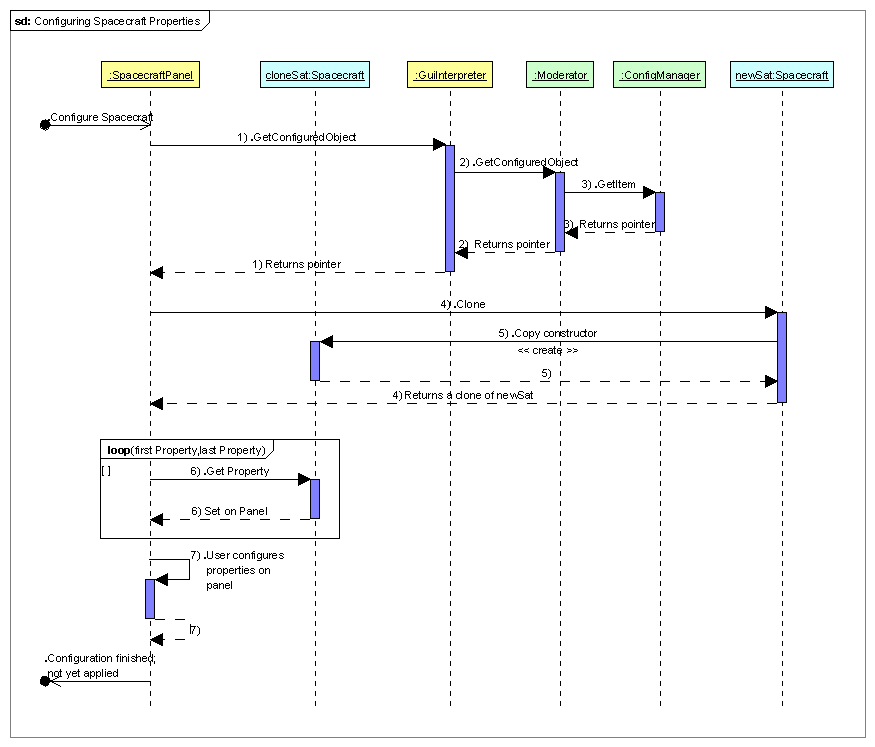 sd: Configuring Spacecraft Properties
:SpacecraftPanel
cloneSat:Spacecraft
:GuiInterpreter
:Moderator
:ConfigManager
newSat:Spacecraft
.Configure Spacecraft
1) .GetConfiguredObject
2) .GetConfiguredObject
3) .GetItem
3) Returns pointer
2) Returns pointer
1) Returns pointer
4) .Clone
5) .Copy constructor
<< create >>
5)
4) Returns a clone of newSat
loop(first Property,last Property)
[ ]
6) .Get Property
6) Set on Panel
7) .User configures
properties on
panel
7)
.Configuration finished;
not yet applied